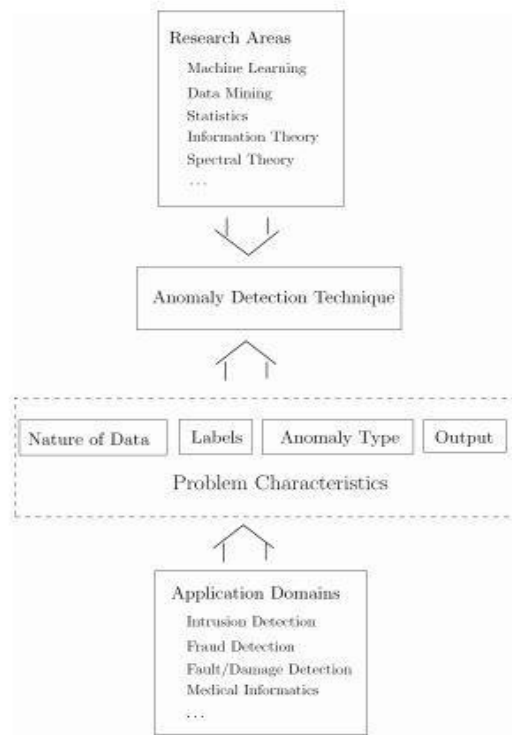 Research Areas
Machine Learning
Data Mining
Statistics
Information Theory
Spectral Theory
...
Anomaly Detection Technique
Nature of Data Labels Anomaly Type Output
Problem Characteristics
Application Domains
Intrusion Detection
Fraud Detection
Fault/Damage Detection
Medical Informatics
...